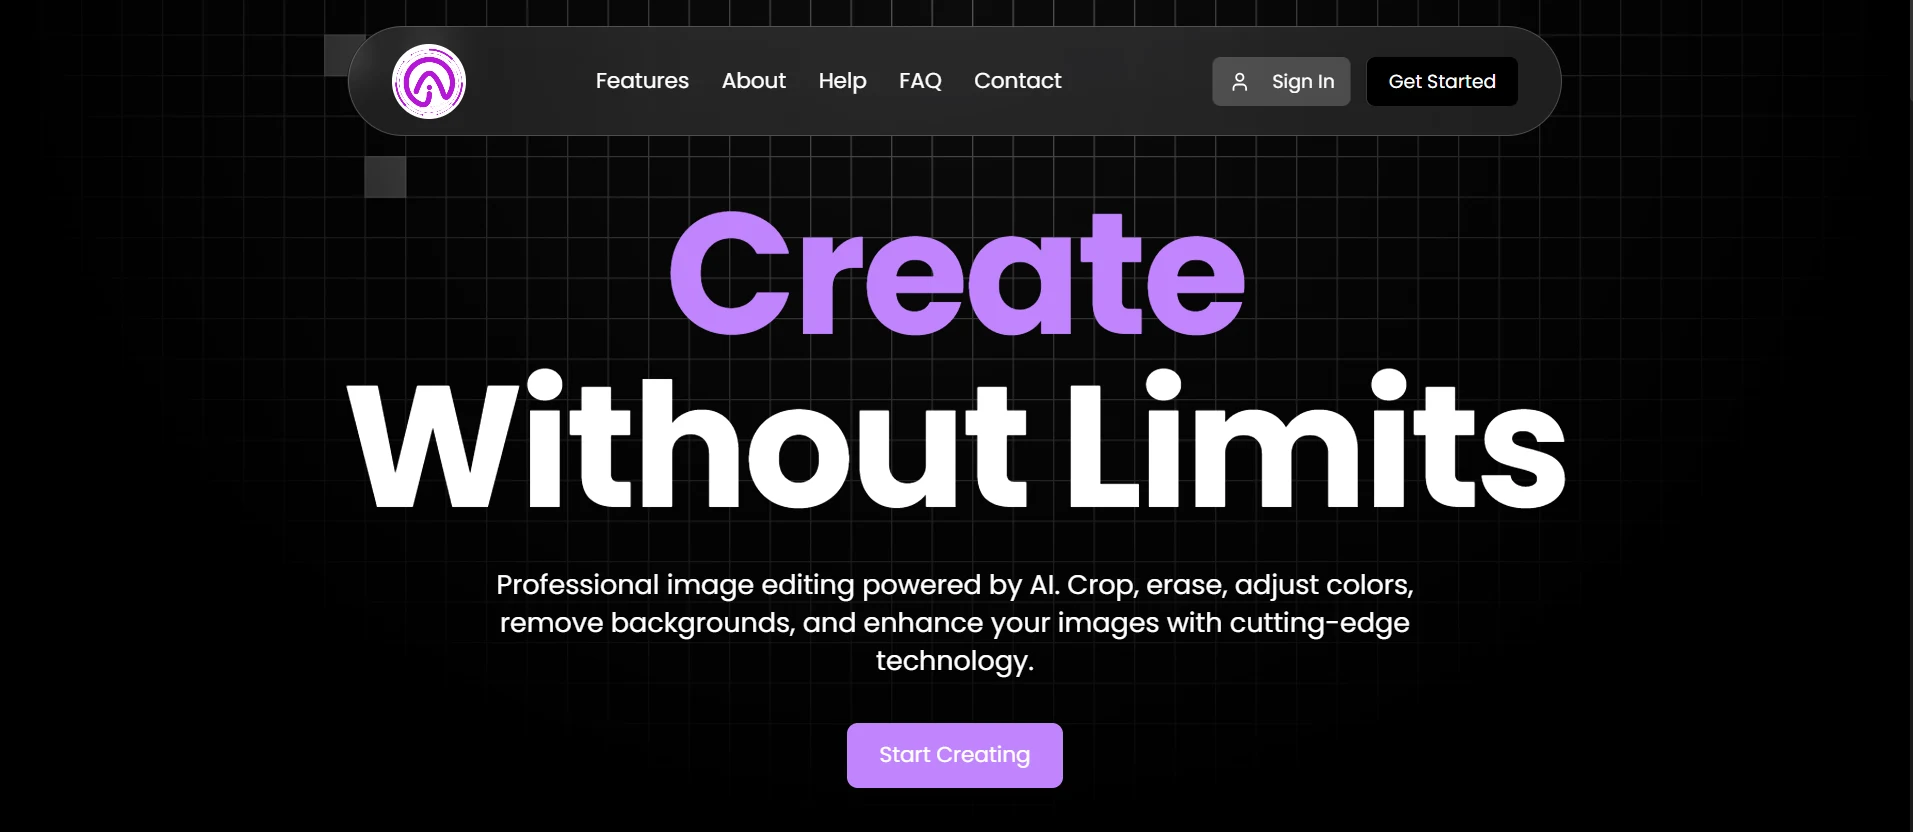 Features About Help FAQ Contact Sign In Get Started
Create
Without Limits
Professional image editing powered by AI. Crop, erase, adjust colors,
remove backgrounds, and enhance your images with cutting-edge
technology.
Start Creating